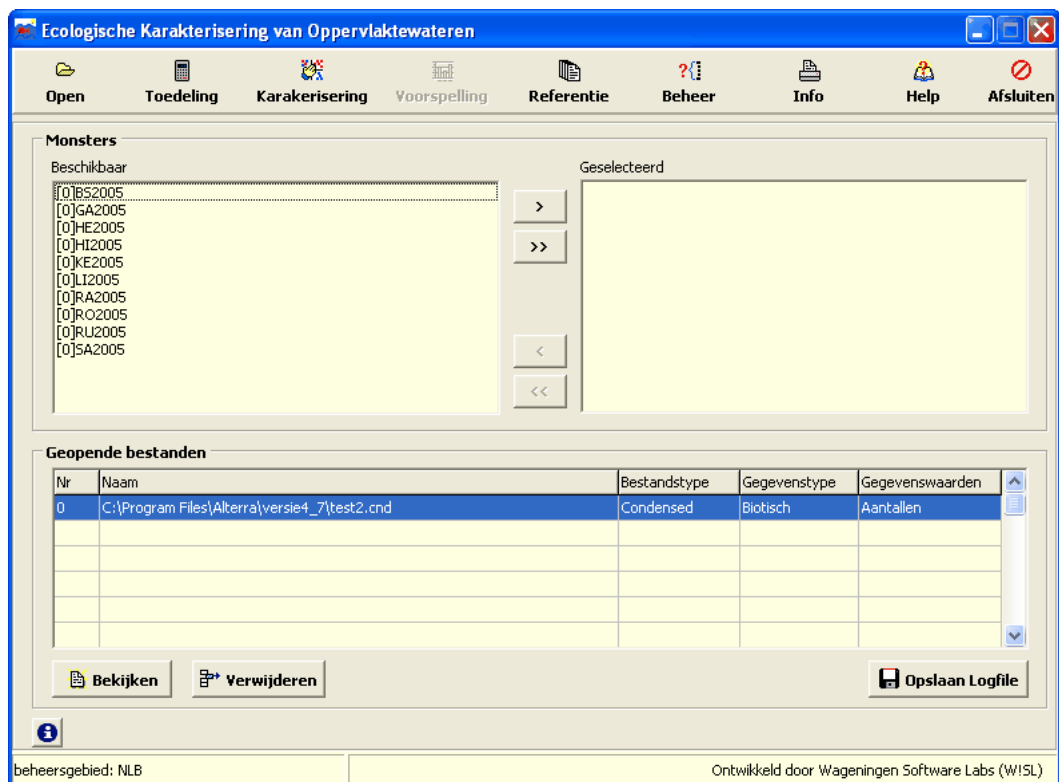 Ecologische Karakterisering van Oppervlaktewateren
Open Toedeling Karakerisering Voorspelling Referentie Beheer Info Help Afsluiten
Monsters
Beschikbaar
[0]BS2005
[0]GA2005
[0]HE2005
[0]HI2005
[0]KE2005
[0]LI2005
[0]RA2005
[0]RO2005
[0]RU2005
[0]SA2005
>
>>
<
<<
Geselecteerd
Geopende bestanden
Nr Naam Bestandstype Gegevenstype Gegevenswaarden
0 C:\Program Files\Alterra\versie4_7\test2.cnd Condensed Biotisch Aantallen
Bekijken Verwijderen Opslaan Logfile
beheersgebied: NLB Ontwikkeld door Wageningen Software Labs (W!SL)